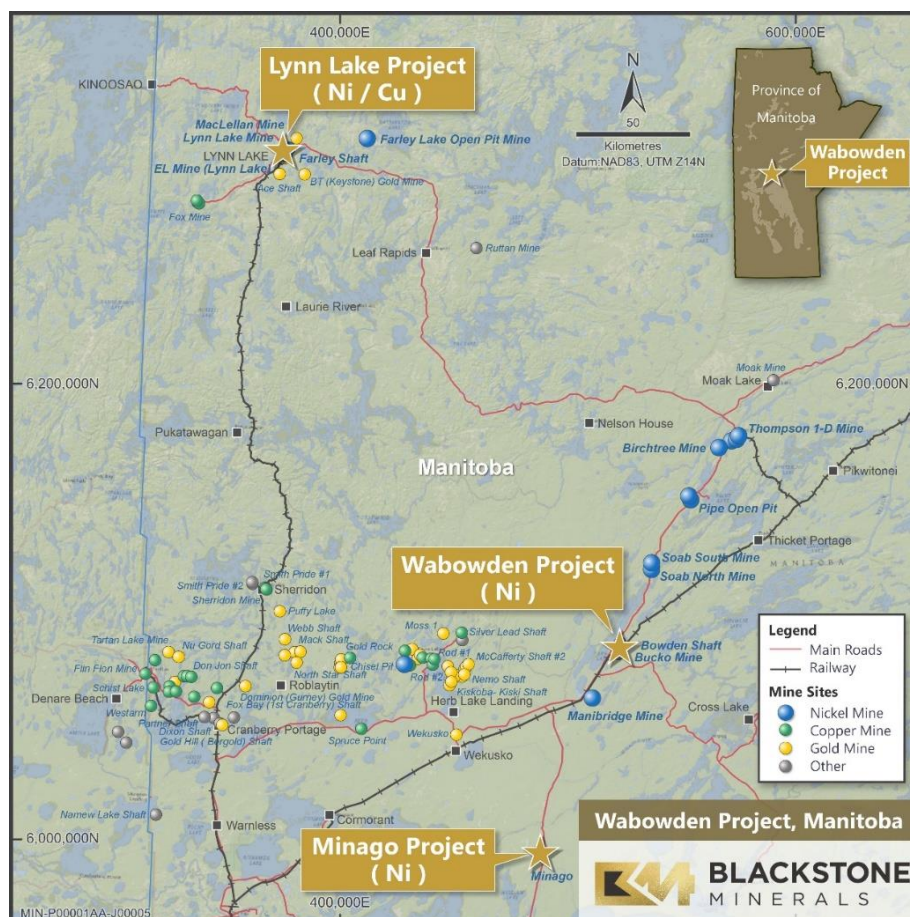 400,000E
600,000E
KINOOSAO
Lynn Lake Project
( Ni / Cu )
N
50
Kilometres
Datum:NAD83, UTM Z14N
Province of
Manitoba
Wabowden
Project
MacLellan Mine
Lynn Lake Mine
Farley Lake Open Pit Mine
LYNN LAKE
Farley Shaft
EL Mine (Lynn Lake)
Ace Shaft
BT (Keystone) Gold Mine
Fox Mine
Leaf Rapids
Ruttan Mine
Laurie River
6,200,000N
6,200,000N
Moak Mine
Moak Lake
Pukatawagan
Nelson House
Thompson 1-D Mine
Birchtree Mine
Manitoba
Pikwitonei
Pipe Open Pit
Thicket Portage
MANITOBA
Wabowden Project
( Ni )
Soab South Mine
Soab North Mine
Smith Pride #1
Smith Pride #2
Sherridon
Sherridon Mine
Puffy Lake
Webb Shaft
Mack Shaft
Moss 1
Silver Lead Shaft
Gold Rock
Rod #1
Tartan Lake Mine
Nu Gord Shaft
Chisel Pit
McCafferty Shaft #2
Bowden Shaft
Bucko Mine
Flin Flon Mine
Don Jon Shaft
North Star Shaft
Rod #2
Nemo Shaft
Schist Lake
Roblaytin
Kiskoba- Kiski Shaft
Denare Beach
Dominion (Gurney) Gold Mine
Herb Lake Landing
Manibridge Mine
Westarm
Fox Bay (1st Cranberry) Shaft
Partner Shaft
Cranberry Portage
Dixon Shaft
Gold Hill ( Bergold) Shaft
Spruce Point
Wekusko
Wekusko
Cross Lake
Namew Lake Shaft
Legend
Main Roads
Railway
Mine Sites
Nickel Mine
Copper Mine
Gold Mine
Other
6,000,000N
Warnless
Cormorant
Minago Project
( Ni )
Minago
Wabowden Project, Manitoba
BLACKSTONE
MINERALS
MIN-P00001AA-J00005
400,000E